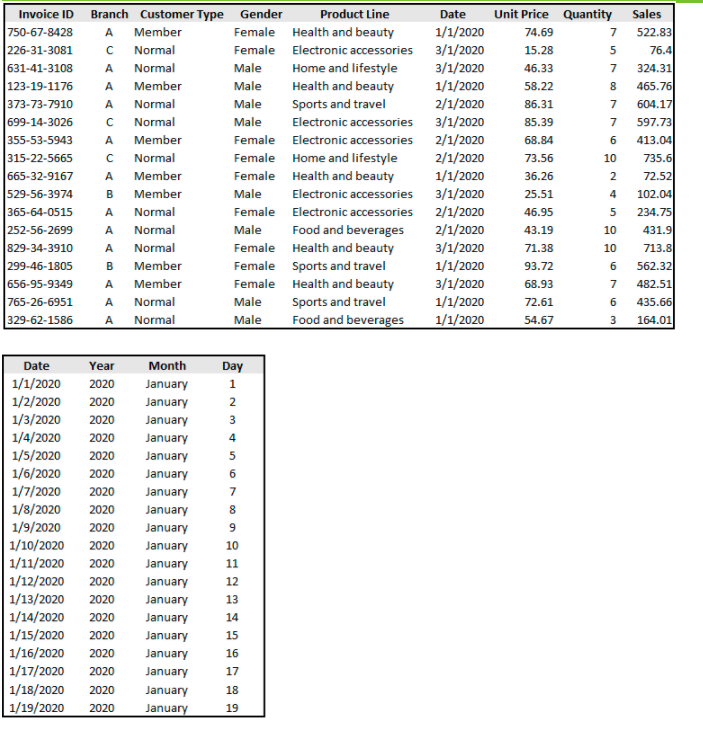 Invoice ID Branch Customer Type Gender Product Line Date Unit Price Quantity Sales
750-67-8428 A Member Female Health and beauty 1/1/2020 74.69 7 522.83
226-31-3081 C Normal Female Electronic accessories 3/1/2020 15.28 5 76.4
631-41-3108 A Normal Male Home and lifestyle 3/1/2020 46.33 7 324.31
123-19-1176 A Member Male Health and beauty 1/1/2020 58.22 8 465.76
373-73-7910 A Normal Male Sports and travel 2/1/2020 86.31 7 604.17
699-14-3026 C Normal Male Electronic accessories 3/1/2020 85.39 7 597.73
355-53-5943 A Member Female Electronic accessories 2/1/2020 68.84 6 413.04
315-22-5665 C Normal Female Home and lifestyle 2/1/2020 73.56 10 735.6
665-32-9167 A Member Female Health and beauty 1/1/2020 36.26 2 72.52
529-56-3974 B Member Male Electronic accessories 3/1/2020 25.51 4 102.04
365-64-0515 A Normal Female Electronic accessories 2/1/2020 46.95 5 234.75
252-56-2699 A Normal Male Food and beverages 2/1/2020 43.19 10 431.9
829-34-3910 A Normal Female Health and beauty 3/1/2020 71.38 10 713.8
299-46-1805 B Member Female Sports and travel 1/1/2020 93.72 6 562.32
656-95-9349 A Member Female Health and beauty 3/1/2020 68.93 7 482.51
765-26-6951 A Normal Male Sports and travel 1/1/2020 72.61 6 435.66
329-62-1586 A Normal Male Food and beverages 1/1/2020 54.67 3 164.01
Date Year Month Day
1/1/2020 2020 January 1
1/2/2020 2020 January 2
1/3/2020 2020 January 3
1/4/2020 2020 January 4
1/5/2020 2020 January 5
1/6/2020 2020 January 6
1/7/2020 2020 January 7
1/8/2020 2020 January 8
1/9/2020 2020 January 9
1/10/2020 2020 January 10
1/11/2020 2020 January 11
1/12/2020 2020 January 12
1/13/2020 2020 January 13
1/14/2020 2020 January 14
1/15/2020 2020 January 15
1/16/2020 2020 January 16
1/17/2020 2020 January 17
1/18/2020 2020 January 18
1/19/2020 2020 January 19